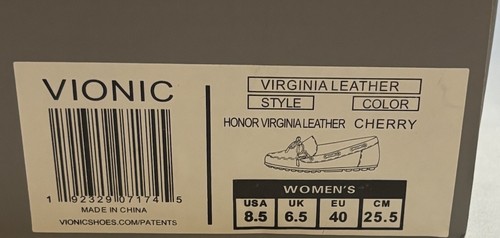 VIONIC
1 92329 07174 5
MADE IN CHINA
VIONICSHOES.COM/PATENTS
VIRGINIA LEATHER
STYLE COLOR
HONOR VIRGINIA LEATHER CHERRY
WOMEN'S
USA UK EU CM
8.5 6.5 40 25.5